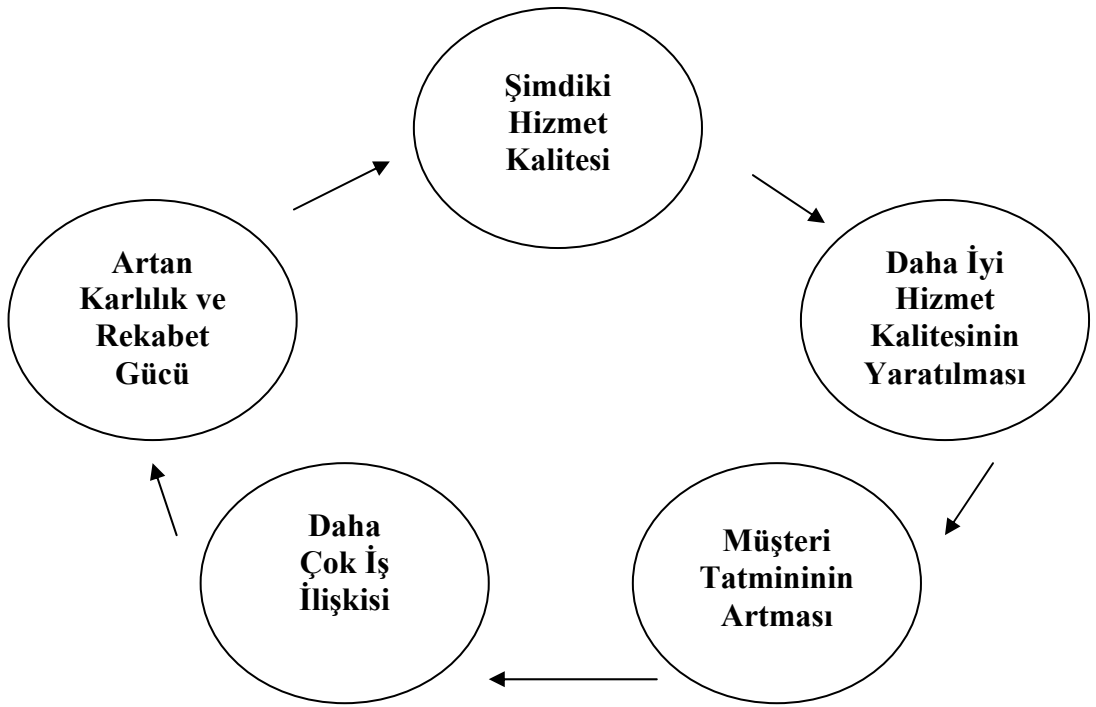 Şimdiki
Hizmet
Kalitesi
Daha İyi
Hizmet
Kalitesinin
Yaratılması
Müşteri
Tatmininin
Artması
Daha
Çok İş
İlişkisi
Artan
Karlılık ve
Rekabet
Gücü